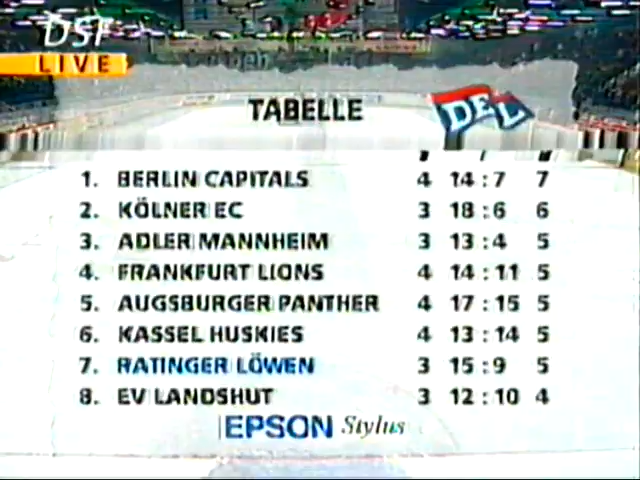 DSF
LIVE
TABELLE
DEL
1. BERLIN CAPITALS 4 14:7 7
2. KÖLNER EC 3 18:6 6
3. ADLER MANNHEIM 3 13:4 5
4. FRANKFURT LIONS 4 14:11 5
5. AUGSBURGER PANTHER 4 17:15 5
6. KASSEL HUSKIES 4 13:14 5
7. RATINGER LÖWEN 3 15:9 5
8. EV LANDSHUT 3 12:10 4
EPSON Stylus